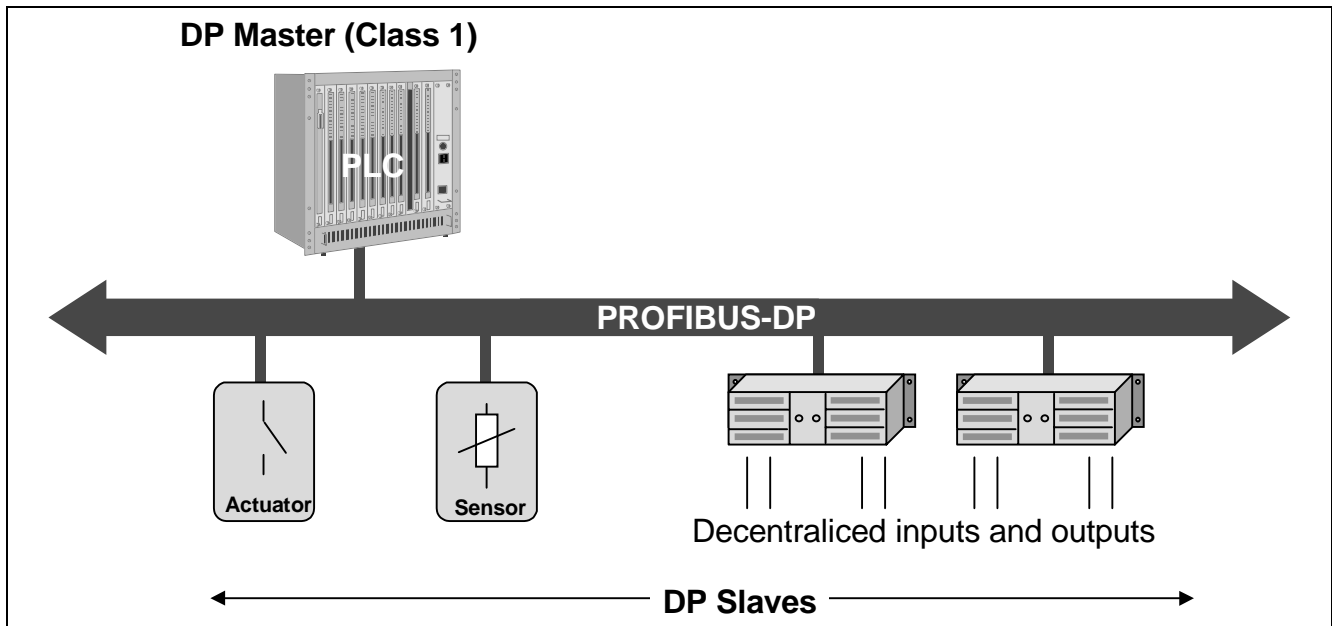 DP Master (Class 1)
PLC
PROFIBUS-DP
Actuator
Sensor
Decentraliced inputs and outputs
DP Slaves